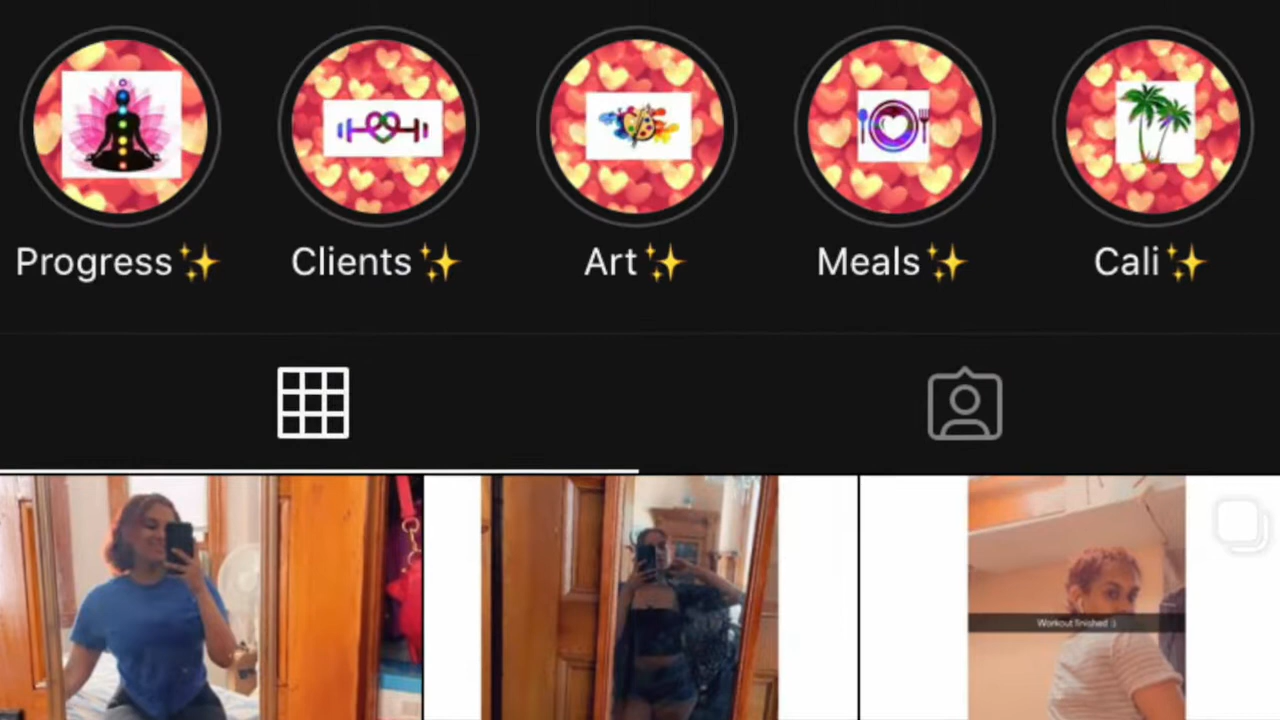 Progress✨
Clients✨
Art✨
Meals✨
Cali✨
Workout finished :)